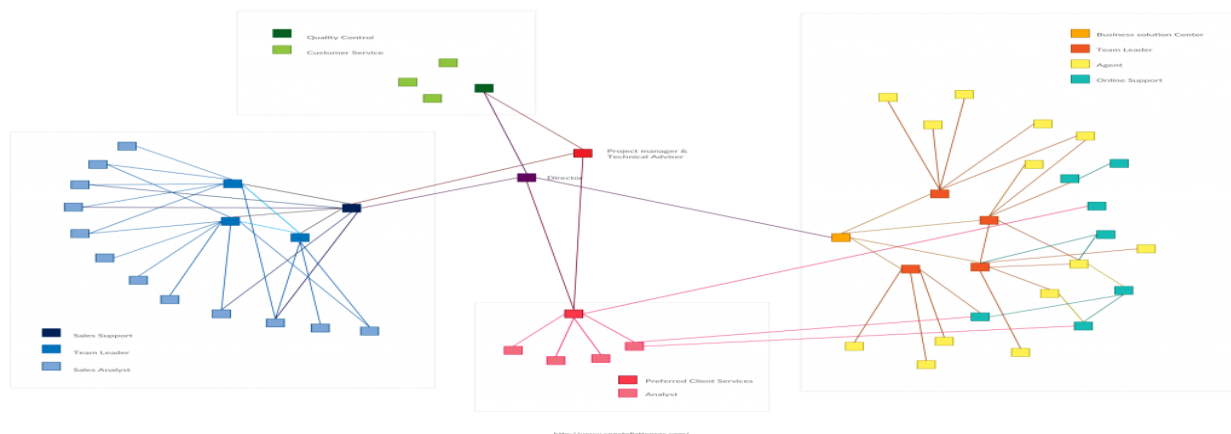 Quality Control
Customer Service
Business solution Center
Team Leader
Agent
Online Support
Project manager &
Technical Adviser
Director
Sales Support
Team Leader
Sales Analyst
Preferred Client Services
Analyst